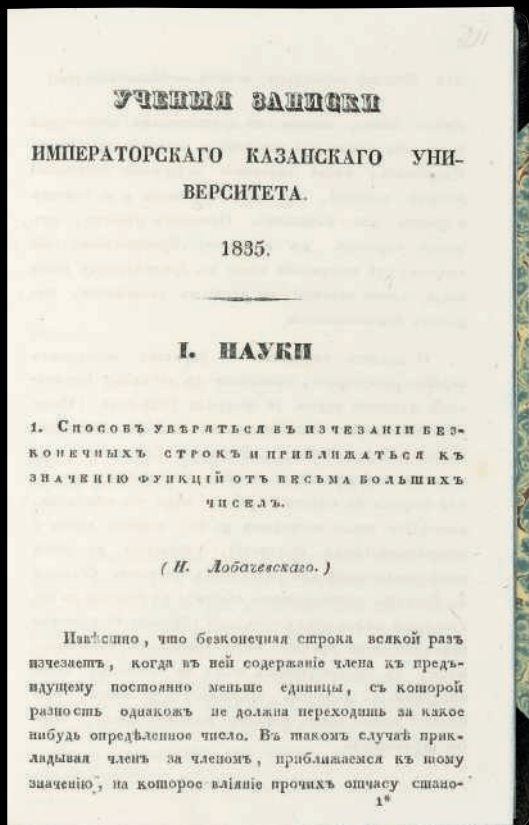 УЧЕНЫЯ ЗАПИСКИ
ИМПЕРАТОРСКАГО КАЗАНСКАГО УНИ-
ВЕРСИТЕТА.
1835.
I. НАУКИ
1. Способъ увѣряться въ изчезаніи без-
конечныхъ строкъ и приближаться къ
значенію функцій отъ весьма большихъ
чиселъ.
( Н. Лобачевскаго. )
Извѣстно, что безконечная строка всякой разъ
изчезаетъ, когда въ ней содержаніе члена къ предъ-
идущему постоянно меньше единицы, съ которой
разность однакожъ не должна переходить за какое
нибудь опредѣленное число. Въ такомъ случаѣ прик-
ладывая членъ за членомъ, приближаемся къ тому
значенію, на которое вліяніе прочихъ отчасу стано-
1*